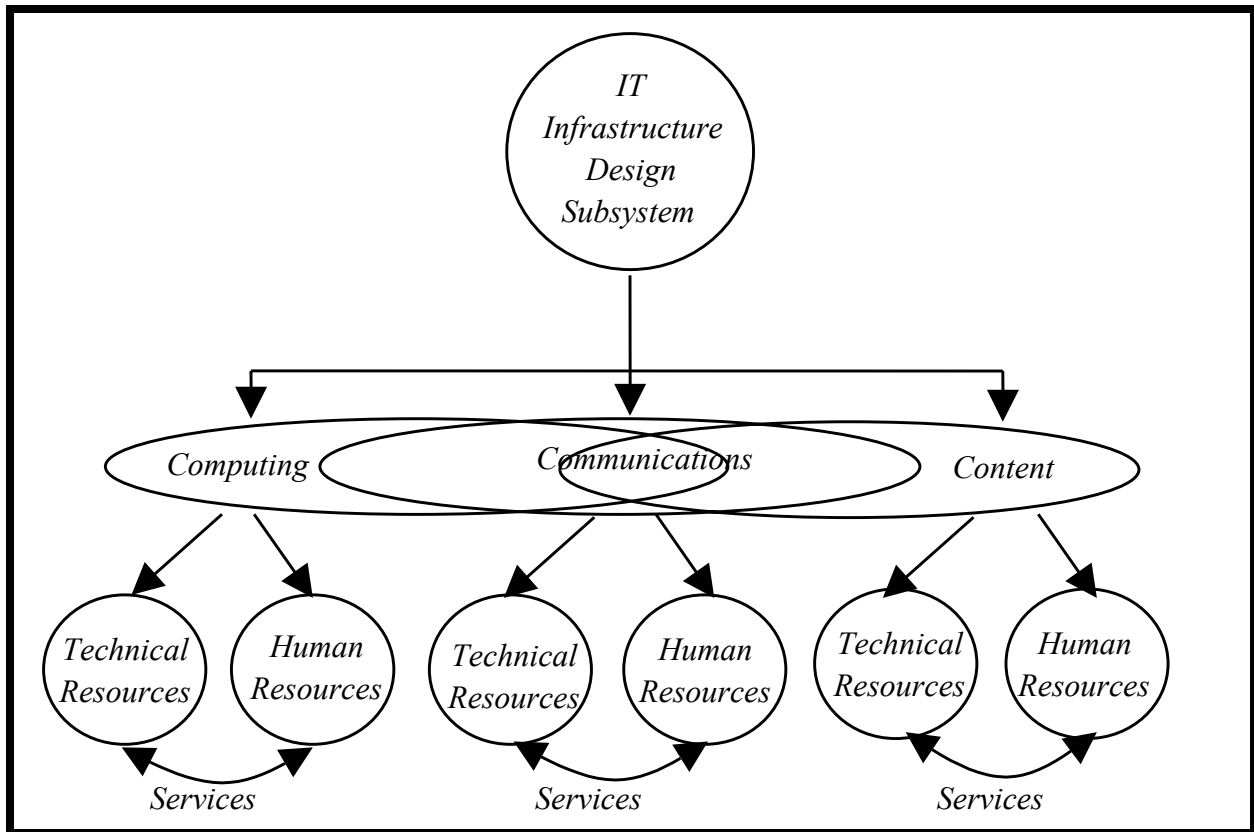 IT
Infrastructure
Design
Subsystem
Computing
Communications
Content
Technical
Resources
Human
Resources
Technical
Resources
Human
Resources
Technical
Resources
Human
Resources
Services
Services
Services